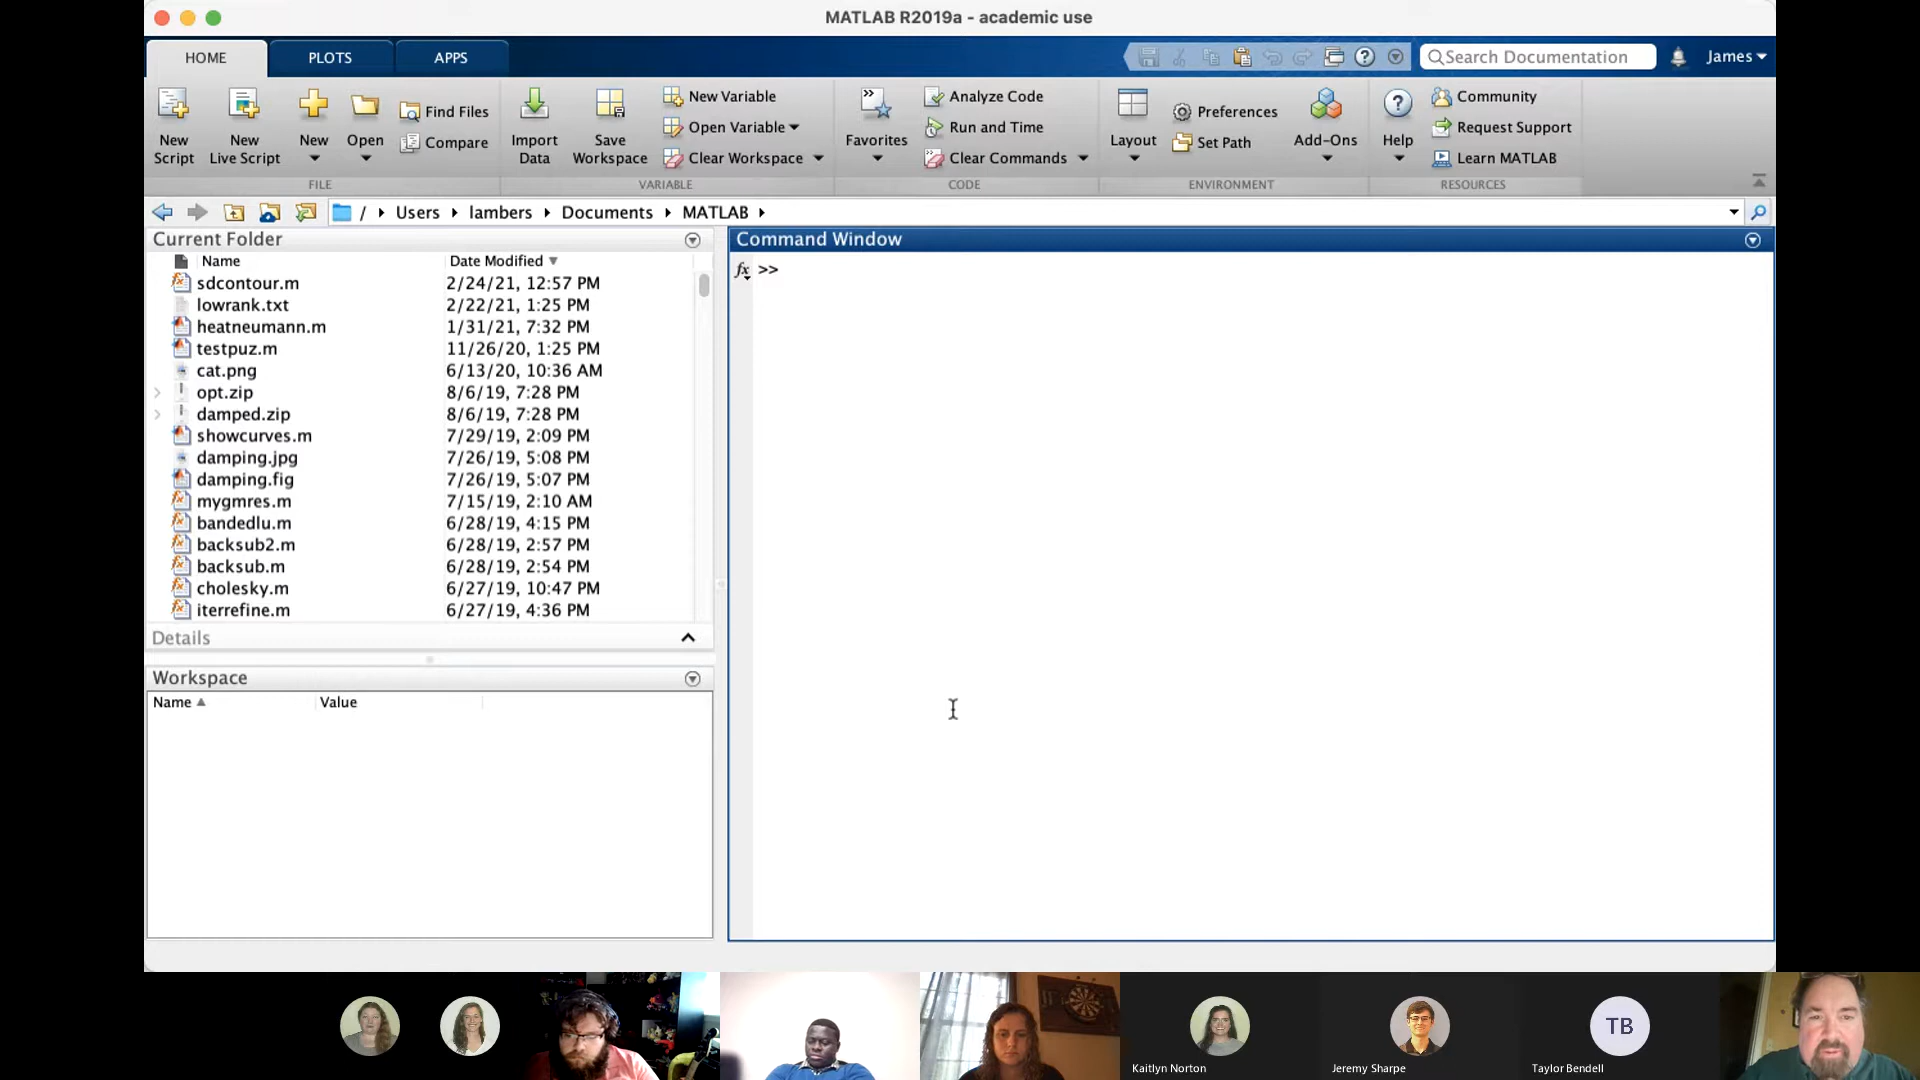 MATLAB R2019a - academic use
HOME
PLOTS
APPS
Search Documentation
James
New Script
New Live Script
New
Open
Find Files
Compare
Import Data
Save Workspace
New Variable
Open Variable
Clear Workspace
Favorites
Analyze Code
Run and Time
Clear Commands
Layout
Preferences
Set Path
Add-Ons
Help
Community
Request Support
Learn MATLAB
FILE
VARIABLE
CODE
ENVIRONMENT
RESOURCES
/ Users lambers Documents MATLAB
Current Folder
Name Date Modified
sdcontour.m 2/24/21, 12:57 PM
lowrank.txt 2/22/21, 1:25 PM
heatneumann.m 1/31/21, 7:32 PM
testpuz.m 11/26/20, 1:25 PM
cat.png 6/13/20, 10:36 AM
opt.zip 8/6/19, 7:28 PM
damped.zip 8/6/19, 7:28 PM
showcurves.m 7/29/19, 2:09 PM
damping.jpg 7/26/19, 5:08 PM
damping.fig 7/26/19, 5:07 PM
mygmres.m 7/15/19, 2:10 AM
bandedlu.m 6/28/19, 4:15 PM
backsub2.m 6/28/19, 2:57 PM
backsub.m 6/28/19, 2:54 PM
cholesky.m 6/27/19, 10:47 PM
iterrefine.m 6/27/19, 4:36 PM
Details
Workspace
Name Value
Command Window
fx >>
Kaitlyn Norton
Jeremy Sharpe
TB
Taylor Bendell